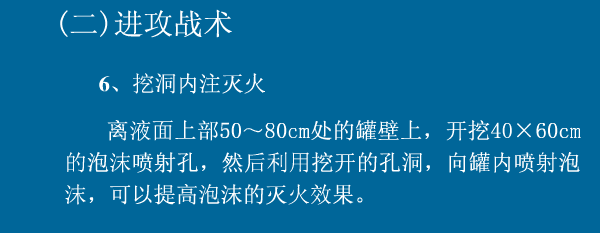 (二)进攻战术
6、挖洞内注灭火
离液面上部50～80cm处的罐壁上，开挖40×60cm
的泡沫喷射孔，然后利用挖开的孔洞，向罐内喷射泡
沫，可以提高泡沫的灭火效果。